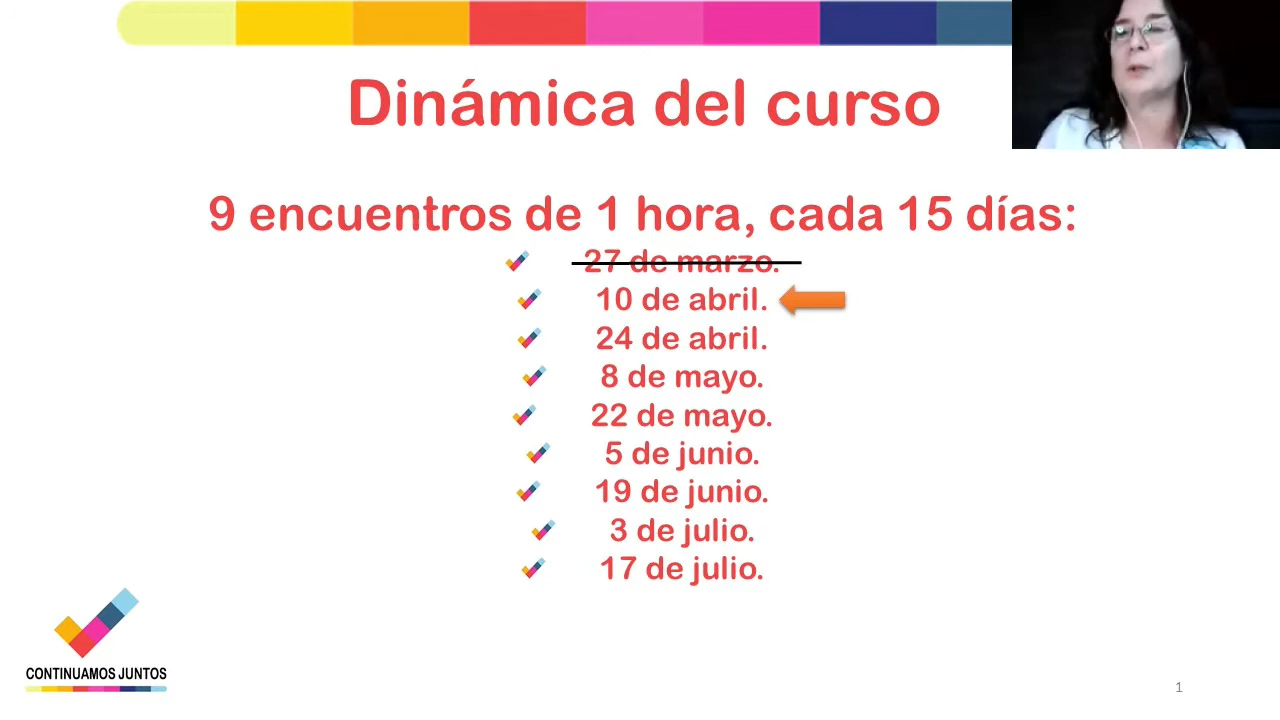 Dinámica del curso
9 encuentros de 1 hora, cada 15 días:
27 de marzo.
10 de abril.
24 de abril.
8 de mayo.
22 de mayo.
5 de junio.
19 de junio.
3 de julio.
17 de julio.
CONTINUAMOS JUNTOS
1